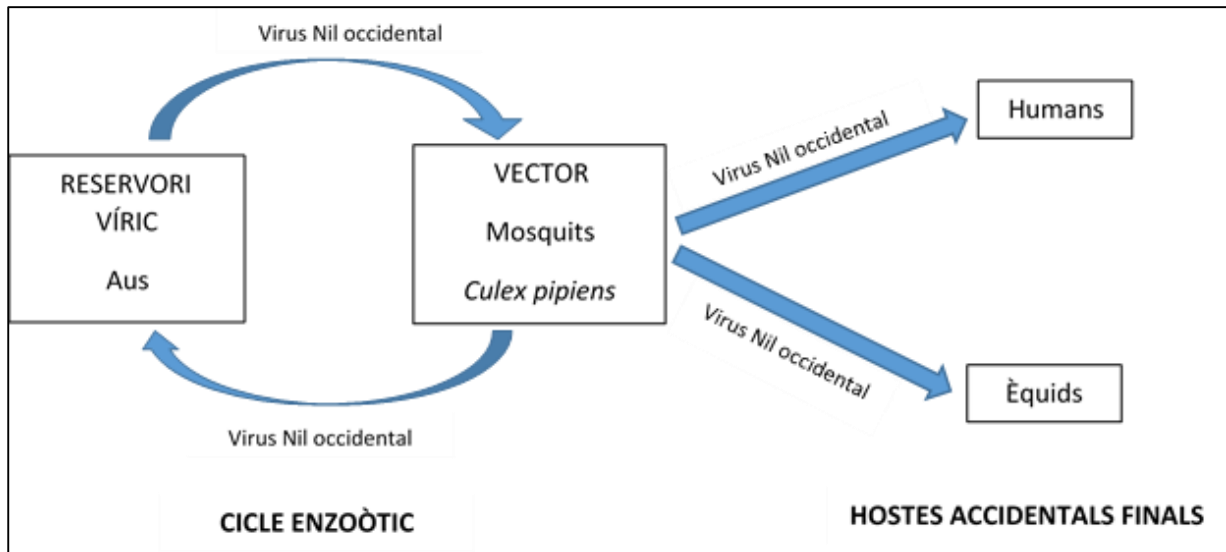 Virus Nil occidental
RESERVORI
VÍRIC
Aus
VECTOR
Mosquits
Culex pipiens
Virus Nil occidental
Humans
Virus Nil occidental
Èquids
Virus Nil occidental
CICLE ENZOÒTIC
HOSTES ACCIDENTALS FINALS